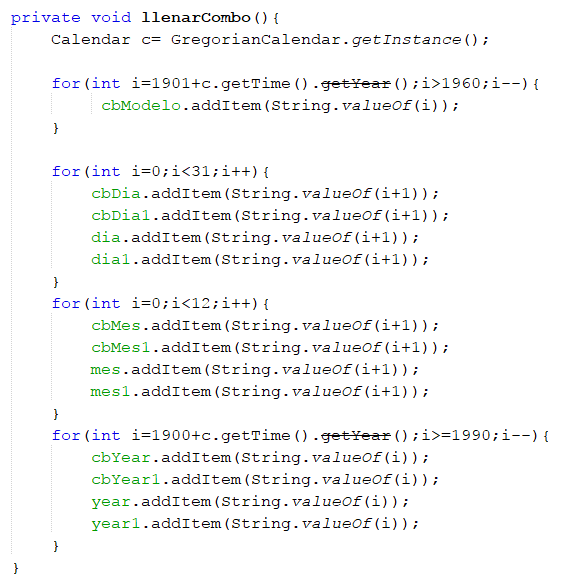 private void llenarCombo(){
    Calendar c= GregorianCalendar.getInstance();

    for(int i=1901+c.getTime().getYear();i>1960;i--){
         cbModelo.addItem(String.valueOf(i));
    }

    for(int i=0;i<31;i++){
        cbDia.addItem(String.valueOf(i+1));
        cbDia1.addItem(String.valueOf(i+1));
        dia.addItem(String.valueOf(i+1));
        dia1.addItem(String.valueOf(i+1));
    }
    for(int i=0;i<12;i++){
        cbMes.addItem(String.valueOf(i+1));
        cbMes1.addItem(String.valueOf(i+1));
        mes.addItem(String.valueOf(i+1));
        mes1.addItem(String.valueOf(i+1));
    }
    for(int i=1900+c.getTime().getYear();i>=1990;i--){
        cbYear.addItem(String.valueOf(i));
        cbYear1.addItem(String.valueOf(i));
        year.addItem(String.valueOf(i));
        year1.addItem(String.valueOf(i));
    }
}